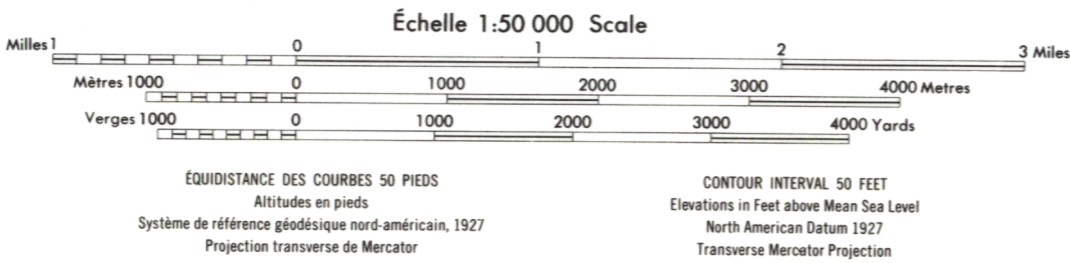 Échelle 1:50 000 Scale
Milles 1 0 1 2 3 Miles
Mètres 1000 0 1000 2000 3000 4000 Metres
Verges 1000 0 1000 2000 3000 4000 Yards
ÉQUIDISTANCE DES COURBES 50 PIEDS
Altitudes en pieds
Système de référence géodésique nord-américain, 1927
Projection transverse de Mercator
CONTOUR INTERVAL 50 FEET
Elevations in Feet above Mean Sea Level
North American Datum 1927
Transverse Mercator Projection